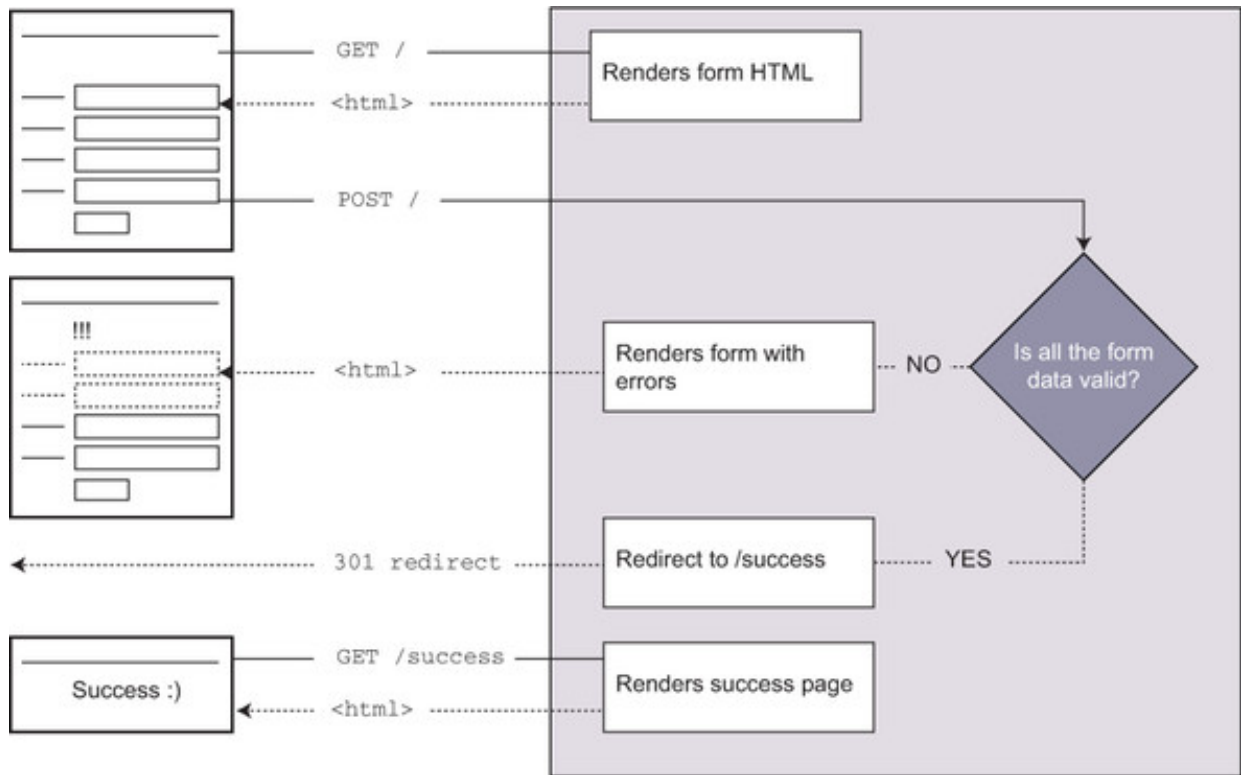 GET /
Renders form HTML
<html>
POST /
!!!
Is all the form
data valid?
NO
Renders form with
errors
<html>
301 redirect
Redirect to /success
YES
GET /success
Renders success page
Success :)
<html>